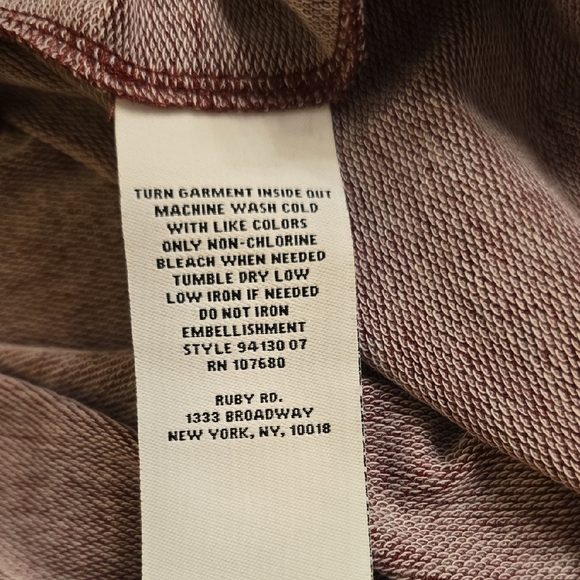 TURN GARMENT INSIDE OUT
MACHINE WASH COLD
WITH LIKE COLORS
ONLY NON-CHLORINE
BLEACH WHEN NEEDED
TUMBLE DRY LOW
LOW IRON IF NEEDED
DO NOT IRON
EMBELLISHMENT
STYLE 94130 07
RN 107680
RUBY RD.
1333 BROADWAY
NEW YORK, NY, 10018